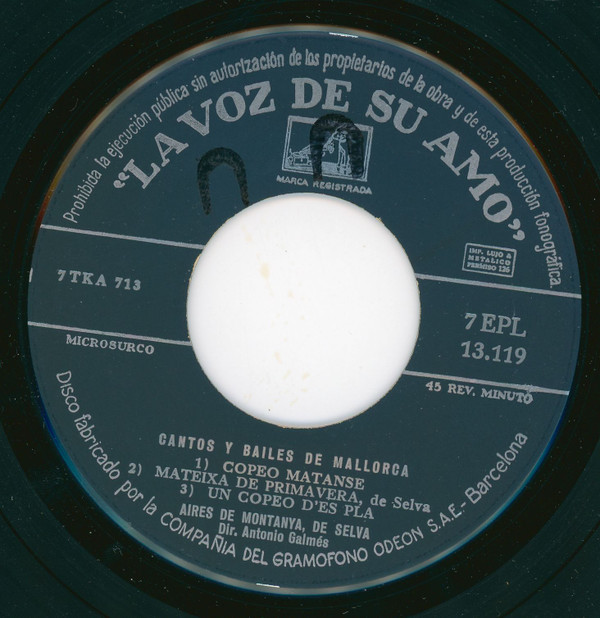 Prohibida la ejecución pública sin autorización de los propietarios de la obra y de esta producción fonográfica
"LA VOZ DE SU AMO"
MARCA REGISTRADA
IMP. LUJO &
METALICO
PERMISO 126
7TKA 713
7 EPL
13.119
MICROSURCO
45 REV. MINUTO
CANTOS Y BAILES DE MALLORCA
1) COPEO MATANSE
2) MATEIXA DE PRIMAVERA, de Selva
3) UN COPEO D'ES PLA
AIRES DE MONTANYA, DE SELVA
Dir. Antonio Galmés
Disco fabricado por la COMPAÑIA DEL GRAMOFONO ODEON S.A.E.-Barcelona